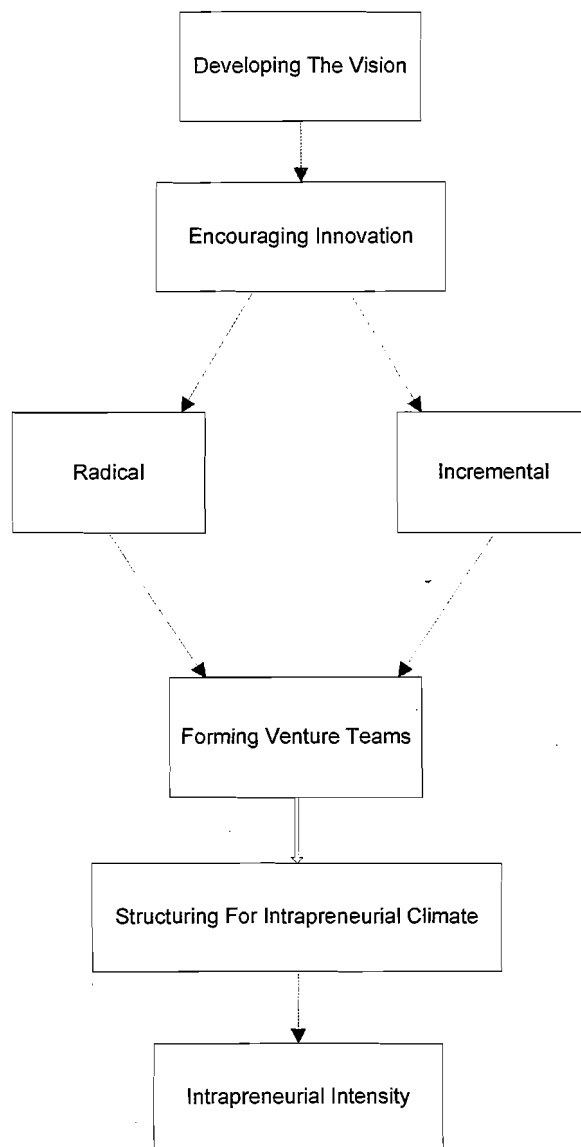 Developing The Vision
Encouraging Innovation
Radical
Incremental
Forming Venture Teams
Structuring For Intrapreneurial Climate
Intrapreneurial Intensity